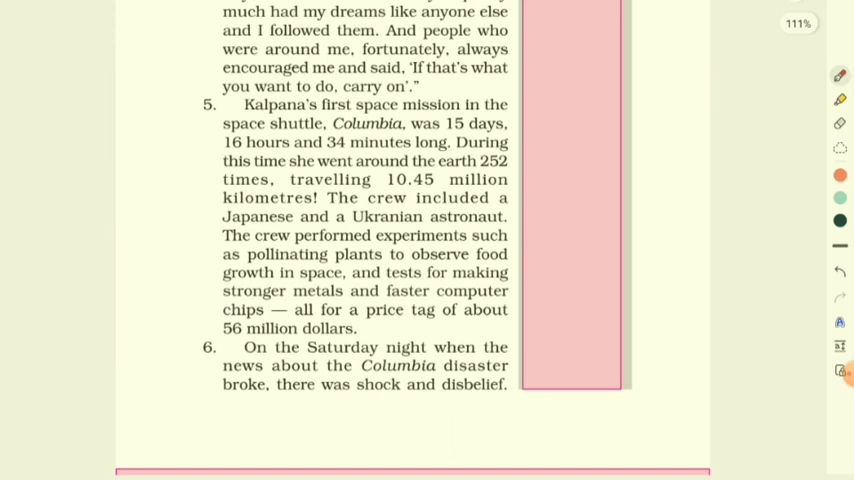 much had my dreams like anyone else
and I followed them. And people who
were around me, fortunately, always
encouraged me and said, ‘If that’s what
you want to do, carry on’.”
5. Kalpana’s first space mission in the
space shuttle, Columbia, was 15 days,
16 hours and 34 minutes long. During
this time she went around the earth 252
times, travelling 10.45 million
kilometres! The crew included a
Japanese and a Ukranian astronaut.
The crew performed experiments such
as pollinating plants to observe food
growth in space, and tests for making
stronger metals and faster computer
chips — all for a price tag of about
56 million dollars.
6. On the Saturday night when the
news about the Columbia disaster
broke, there was shock and disbelief.
111%